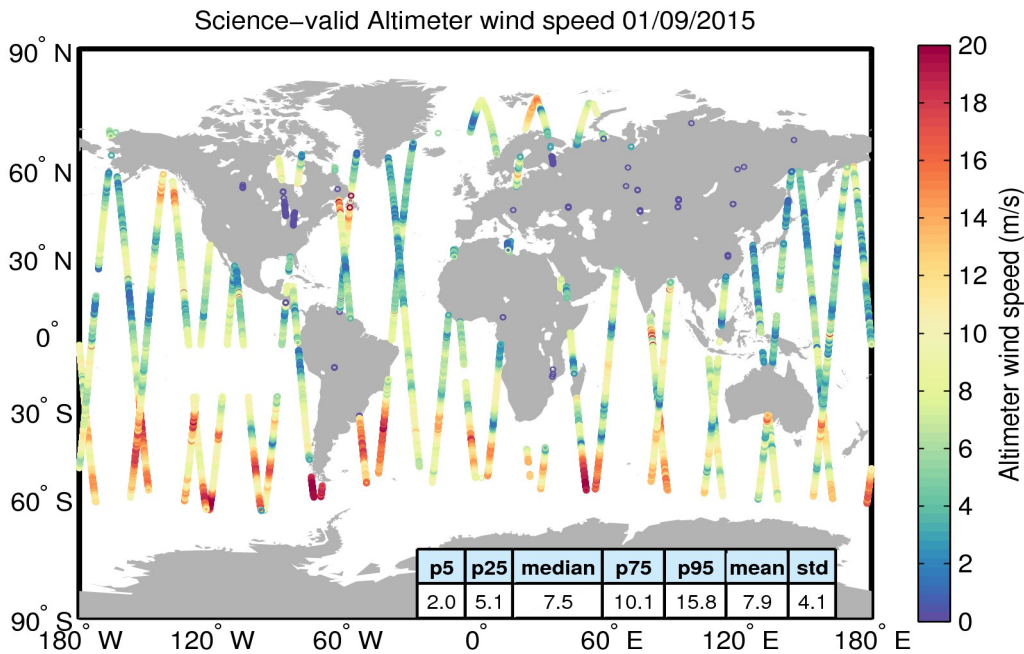 Science−valid Altimeter wind speed 01/09/2015
90° N
60° N
30° N
0°
30° S
60° S
90° S
180° W
120° W
60° W
0°
60° E
120° E
180° E
p5 p25 median p75 p95 mean std
2.0 5.1 7.5 10.1 15.8 7.9 4.1
20
18
16
14
12
10
8
6
4
2
0
Altimeter wind speed (m/s)